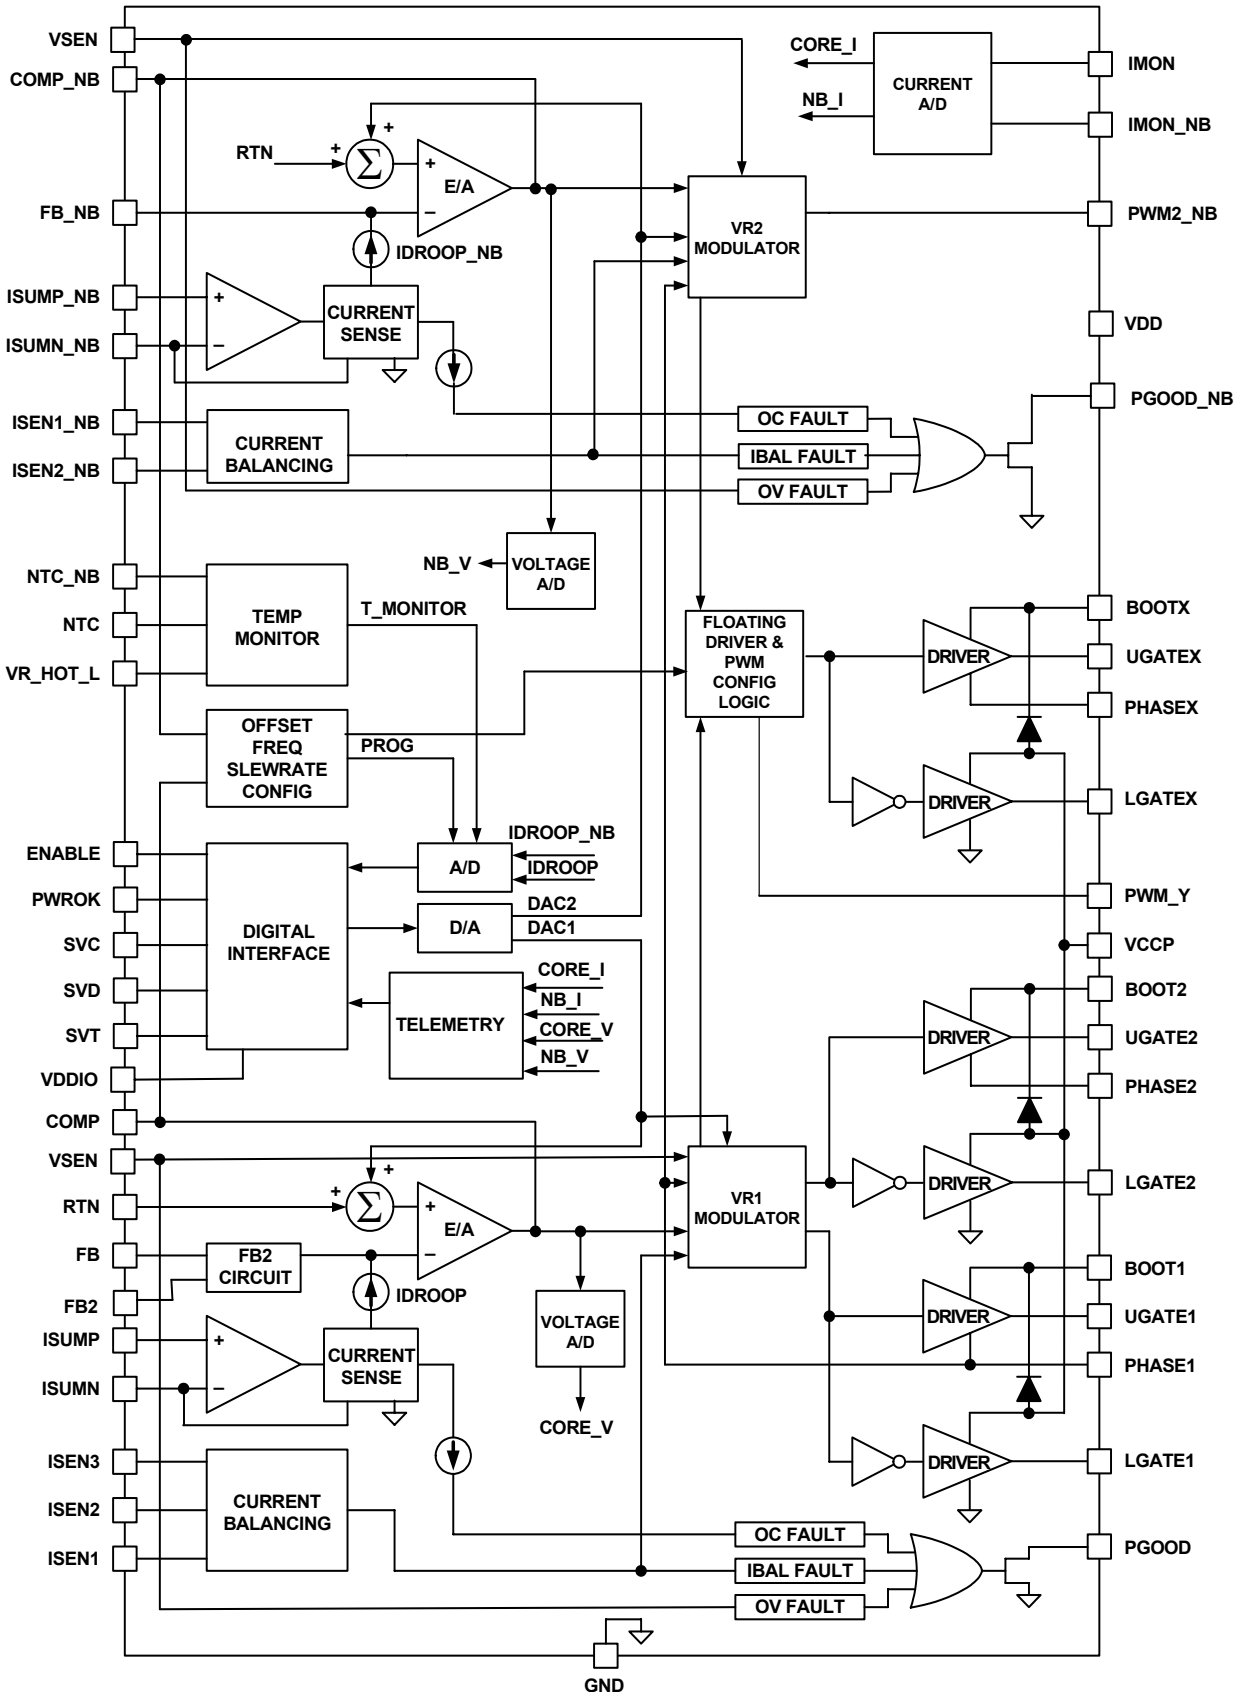 VSEN
COMP_NB
CORE_I
NB_I
CURRENT
A/D
IMON
IMON_NB
+
RTN
+
Σ
+
E/A
−
FB_NB
IDROOP_NB
VR2
MODULATOR
PWM2_NB
ISUMP_NB
+
ISUMN_NB
−
CURRENT
SENSE
VDD
PGOOD_NB
ISEN1_NB
ISEN2_NB
CURRENT
BALANCING
OC FAULT
IBAL FAULT
OV FAULT
NB_V
VOLTAGE
A/D
NTC_NB
NTC
VR_HOT_L
TEMP
MONITOR
T_MONITOR
FLOATING
DRIVER &
PWM
CONFIG
LOGIC
DRIVER
BOOTX
UGATEX
PHASEX
OFFSET
FREQ
SLEWRATE
CONFIG
PROG
DRIVER
LGATEX
ENABLE
PWROK
SVC
SVD
SVT
VDDIO
DIGITAL
INTERFACE
A/D
IDROOP_NB
IDROOP
D/A
DAC2
DAC1
TELEMETRY
CORE_I
NB_I
CORE_V
NB_V
PWM_Y
VCCP
BOOT2
UGATE2
PHASE2
DRIVER
COMP
VSEN
RTN
+
+
Σ
+
E/A
−
VR1
MODULATOR
DRIVER
LGATE2
FB
FB2
FB2
CIRCUIT
IDROOP
BOOT1
UGATE1
PHASE1
DRIVER
ISUMP
+
ISUMN
−
CURRENT
SENSE
VOLTAGE
A/D
CORE_V
DRIVER
LGATE1
ISEN3
ISEN2
ISEN1
CURRENT
BALANCING
OC FAULT
IBAL FAULT
OV FAULT
PGOOD
GND